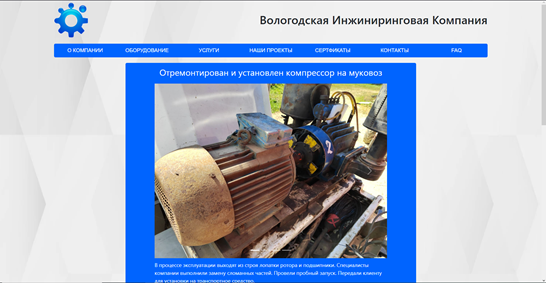 Вологодская Инжиниринговая Компания
О КОМПАНИИ ОБОРУДОВАНИЕ УСЛУГИ НАШИ ПРОЕКТЫ СЕРТФИКАТЫ КОНТАКТЫ FAQ
Отремонтирован и установлен компрессор на муковоз
В процессе эксплуатации выходят из строя лопатки ротора и подшипники. Специалисты
компании выполнили замену сломанных частей. Провели пробный запуск. Передали клиенту
для установки на транспортное средство.